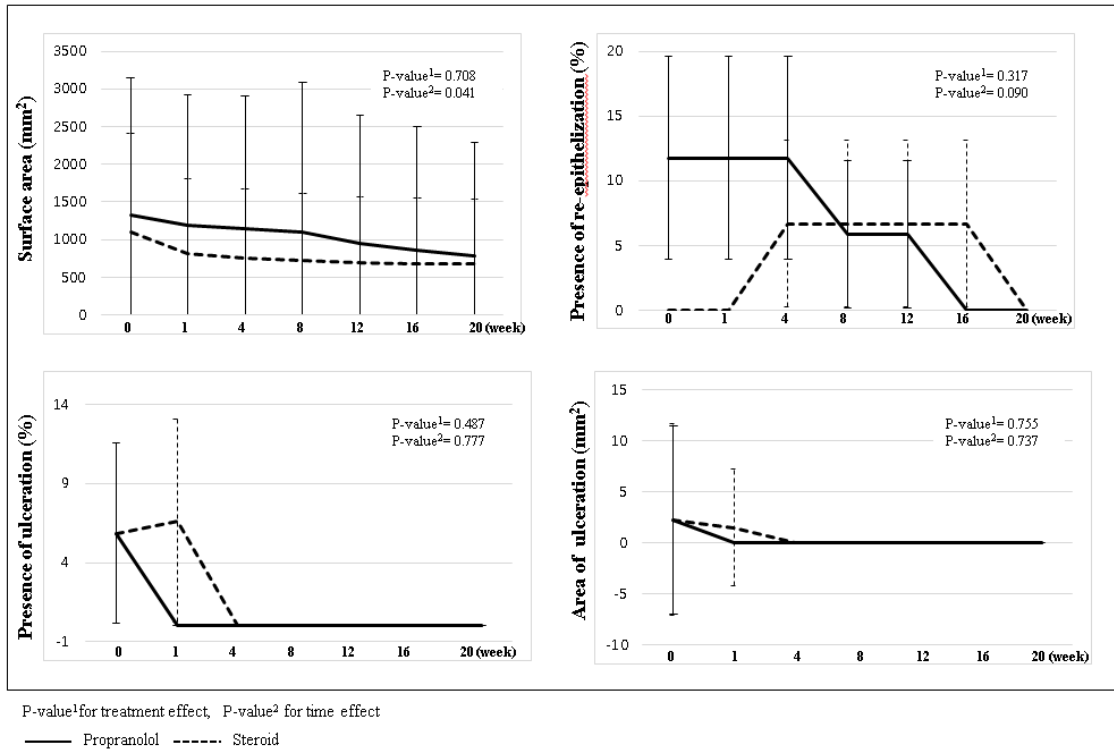 Surface area (mm²)
3500
3000
2500
2000
1500
1000
500
0
P-value¹= 0.708
P-value²= 0.041
0 1 4 8 12 16 20 (week)
Presence of re-epithelization (%)
20
15
10
5
0
P-value¹= 0.317
P-value²= 0.090
0 1 4 8 12 16 20 (week)
Presence of ulceration (%)
14
9
4
-1
P-value¹= 0.487
P-value²= 0.777
0 1 4 8 12 16 20 (week)
Area of ulceration (mm²)
15
10
5
0
-5
-10
P-value¹= 0.755
P-value²= 0.737
0 1 4 8 12 16 20 (week)
P-value¹for treatment effect, P-value² for time effect
Propranolol Steroid